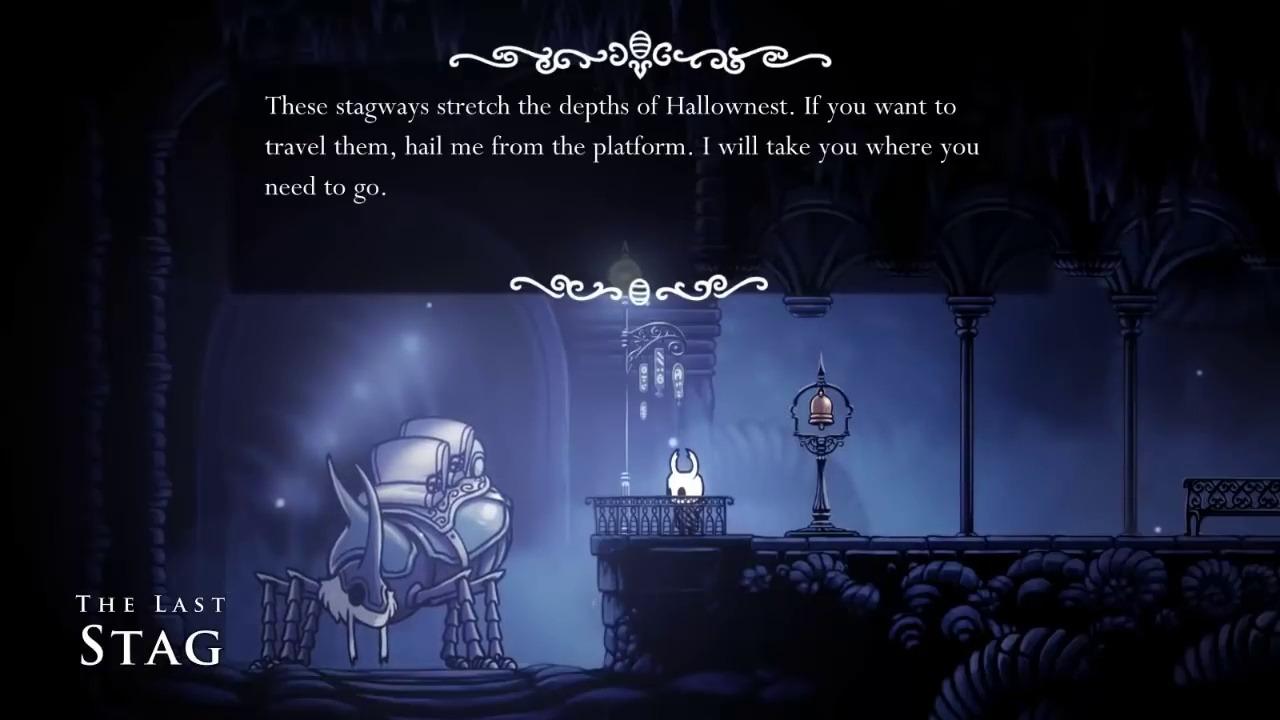 These stagways stretch the depths of Hallownest. If you want to
travel them, hail me from the platform. I will take you where you
need to go.
The Last
Stag